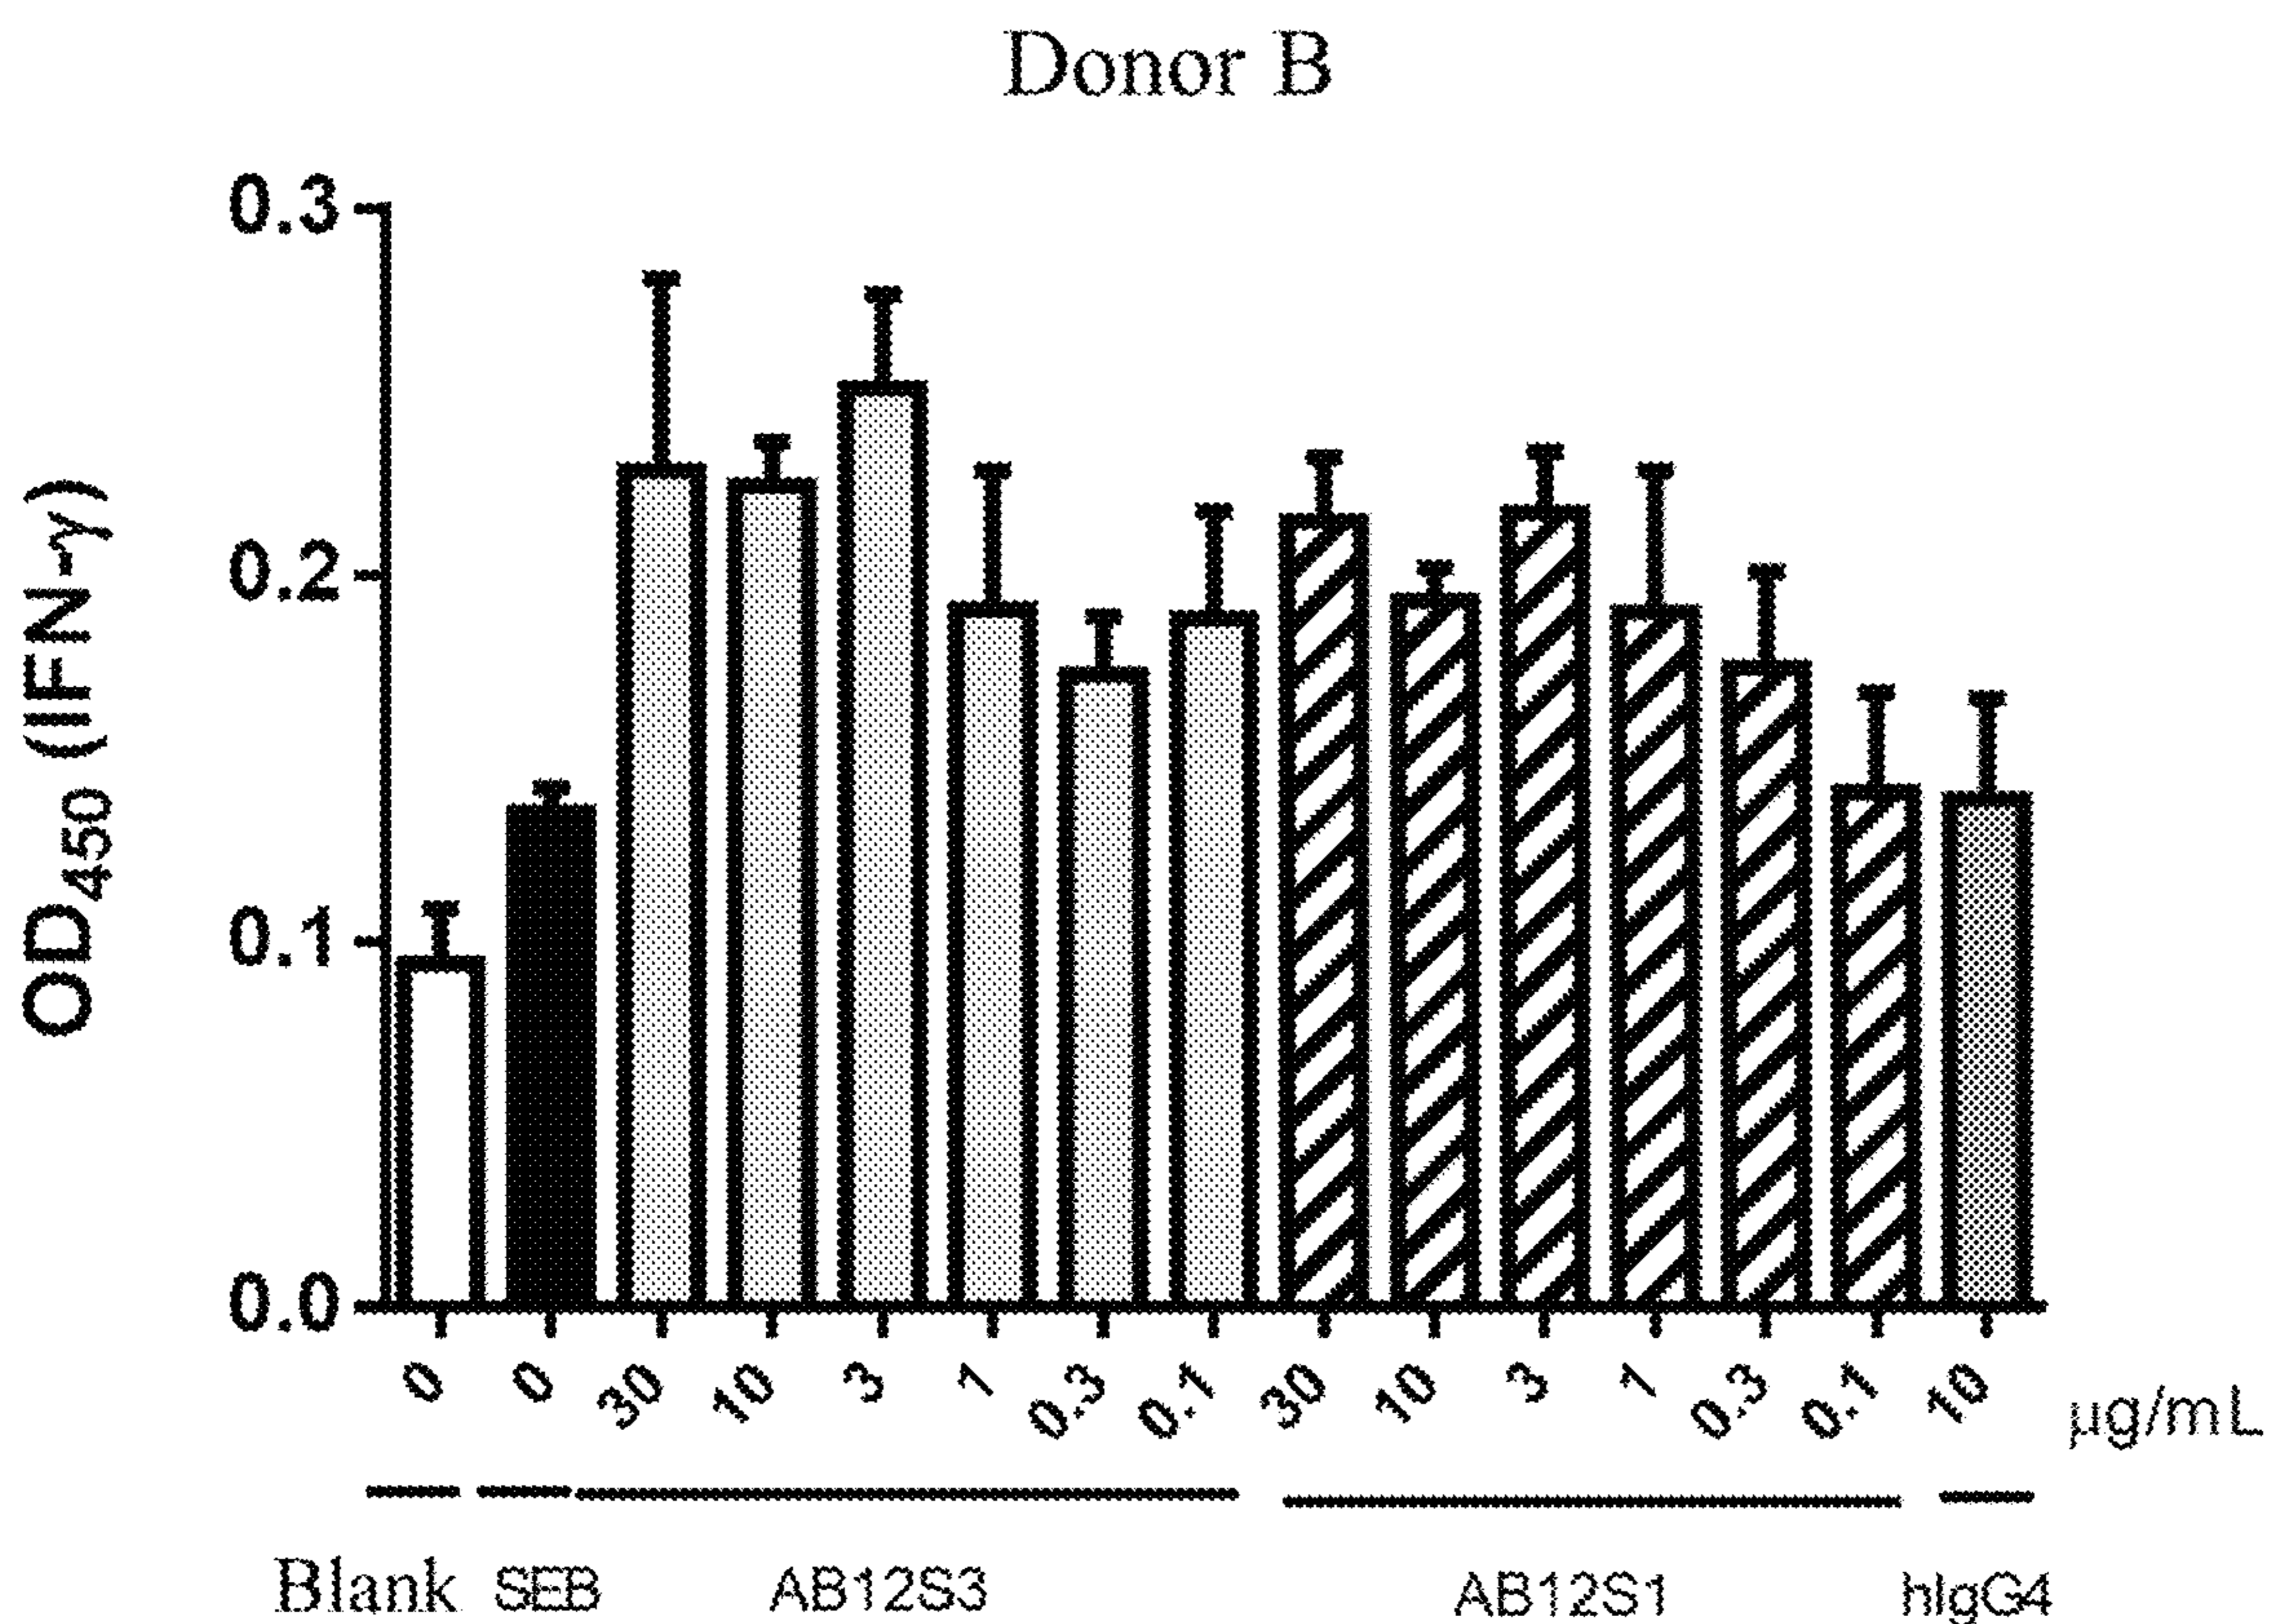 Donor B
OD450 (IFN-γ)
0.3
0.2
0.1
0.0
0 0 30 10 3 1 0.3 0.1 30 10 3 1 0.3 0.1 10 µg/mL
Blank SEB AB12S3 AB12S1 hIgG4